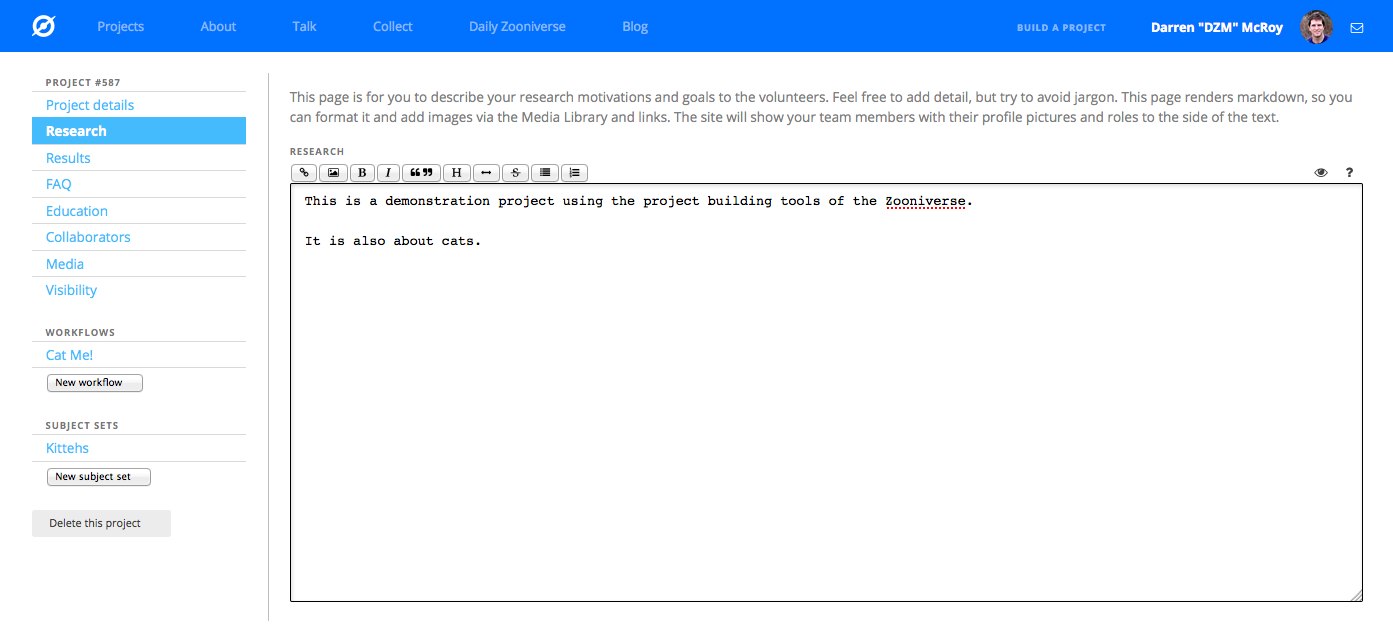 Projects About Talk Collect Daily Zooniverse Blog BUILD A PROJECT Darren "DZM" McRoy
PROJECT #587
Project details
Research
Results
FAQ
Education
Collaborators
Media
Visibility
WORKFLOWS
Cat Me!
New workflow
SUBJECT SETS
Kittehs
New subject set
Delete this project
This page is for you to describe your research motivations and goals to the volunteers. Feel free to add detail, but try to avoid jargon. This page renders markdown, so you
can format it and add images via the Media Library and links. The site will show your team members with their profile pictures and roles to the side of the text.
RESEARCH
B I ❝ ❞ H S ?
This is a demonstration project using the project building tools of the Zooniverse.
It is also about cats.